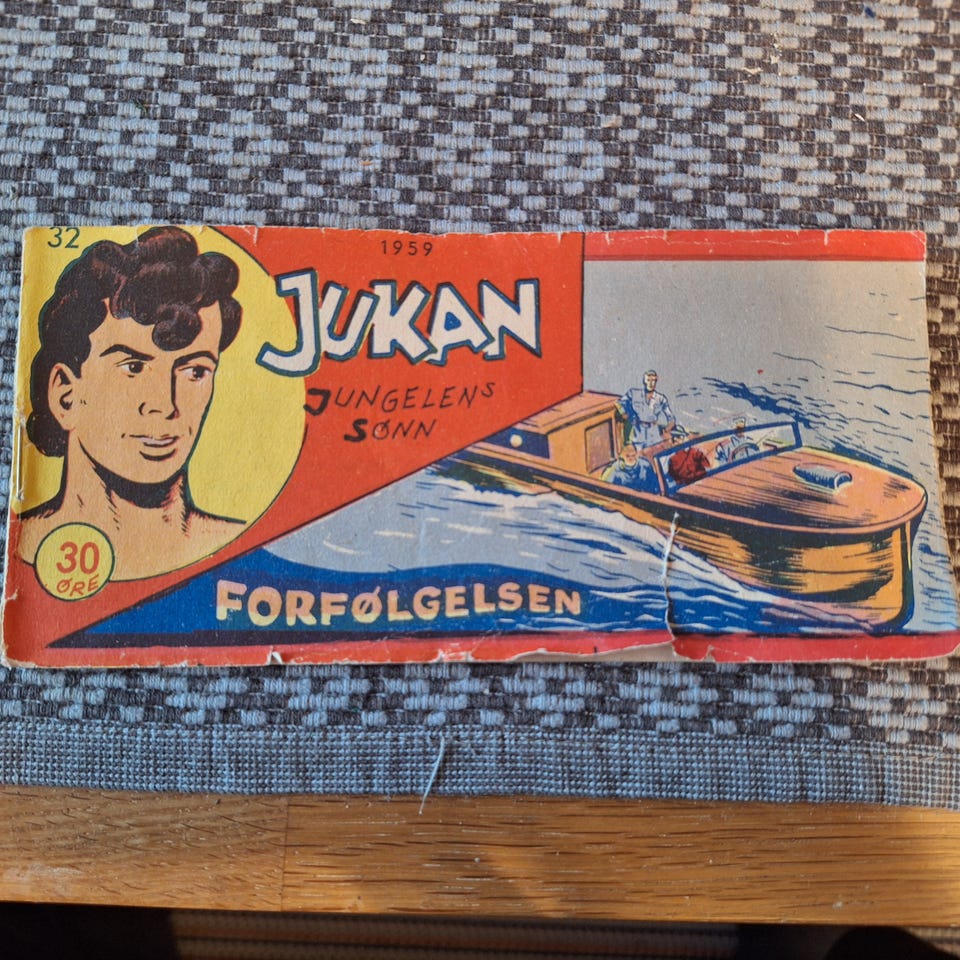 32
1959
JUKAN
JUNGELENS
SØNN
30
ØRE
FORFØLGELSEN